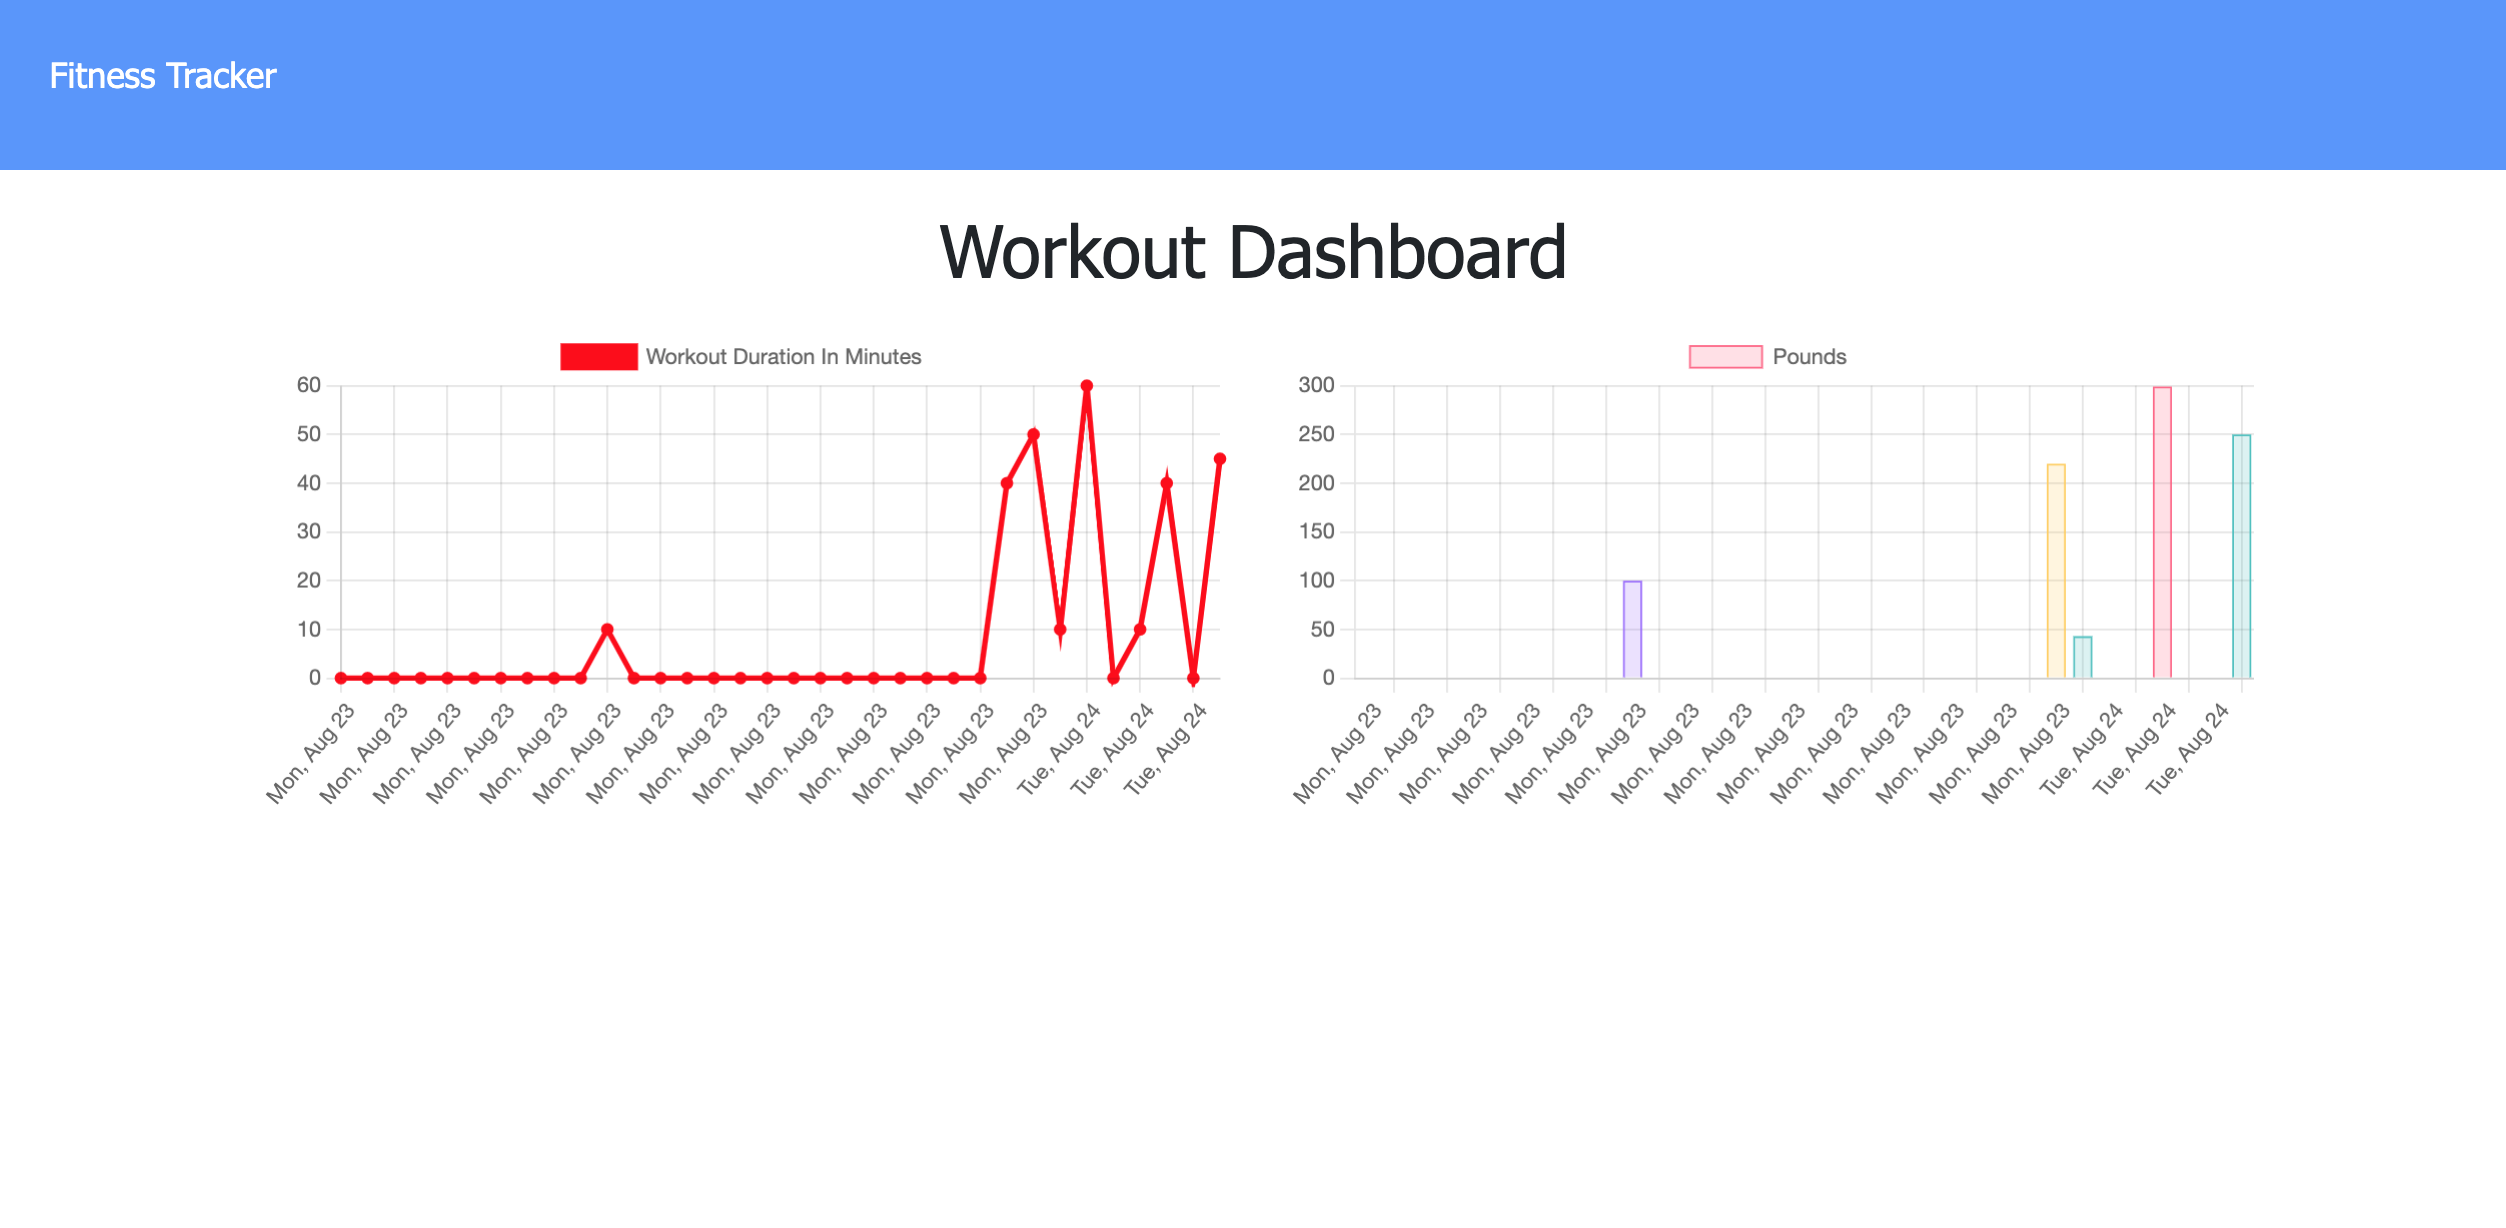 Fitness Tracker
Workout Dashboard
Workout Duration In Minutes
60
50
40
30
20
10
0
Mon, Aug 23
Mon, Aug 23
Mon, Aug 23
Mon, Aug 23
Mon, Aug 23
Mon, Aug 23
Mon, Aug 23
Mon, Aug 23
Mon, Aug 23
Mon, Aug 23
Mon, Aug 23
Mon, Aug 23
Mon, Aug 23
Mon, Aug 23
Tue, Aug 24
Tue, Aug 24
Tue, Aug 24
Pounds
300
250
200
150
100
50
0
Mon, Aug 23
Mon, Aug 23
Mon, Aug 23
Mon, Aug 23
Mon, Aug 23
Mon, Aug 23
Mon, Aug 23
Mon, Aug 23
Mon, Aug 23
Mon, Aug 23
Mon, Aug 23
Mon, Aug 23
Mon, Aug 23
Mon, Aug 23
Tue, Aug 24
Tue, Aug 24
Tue, Aug 24